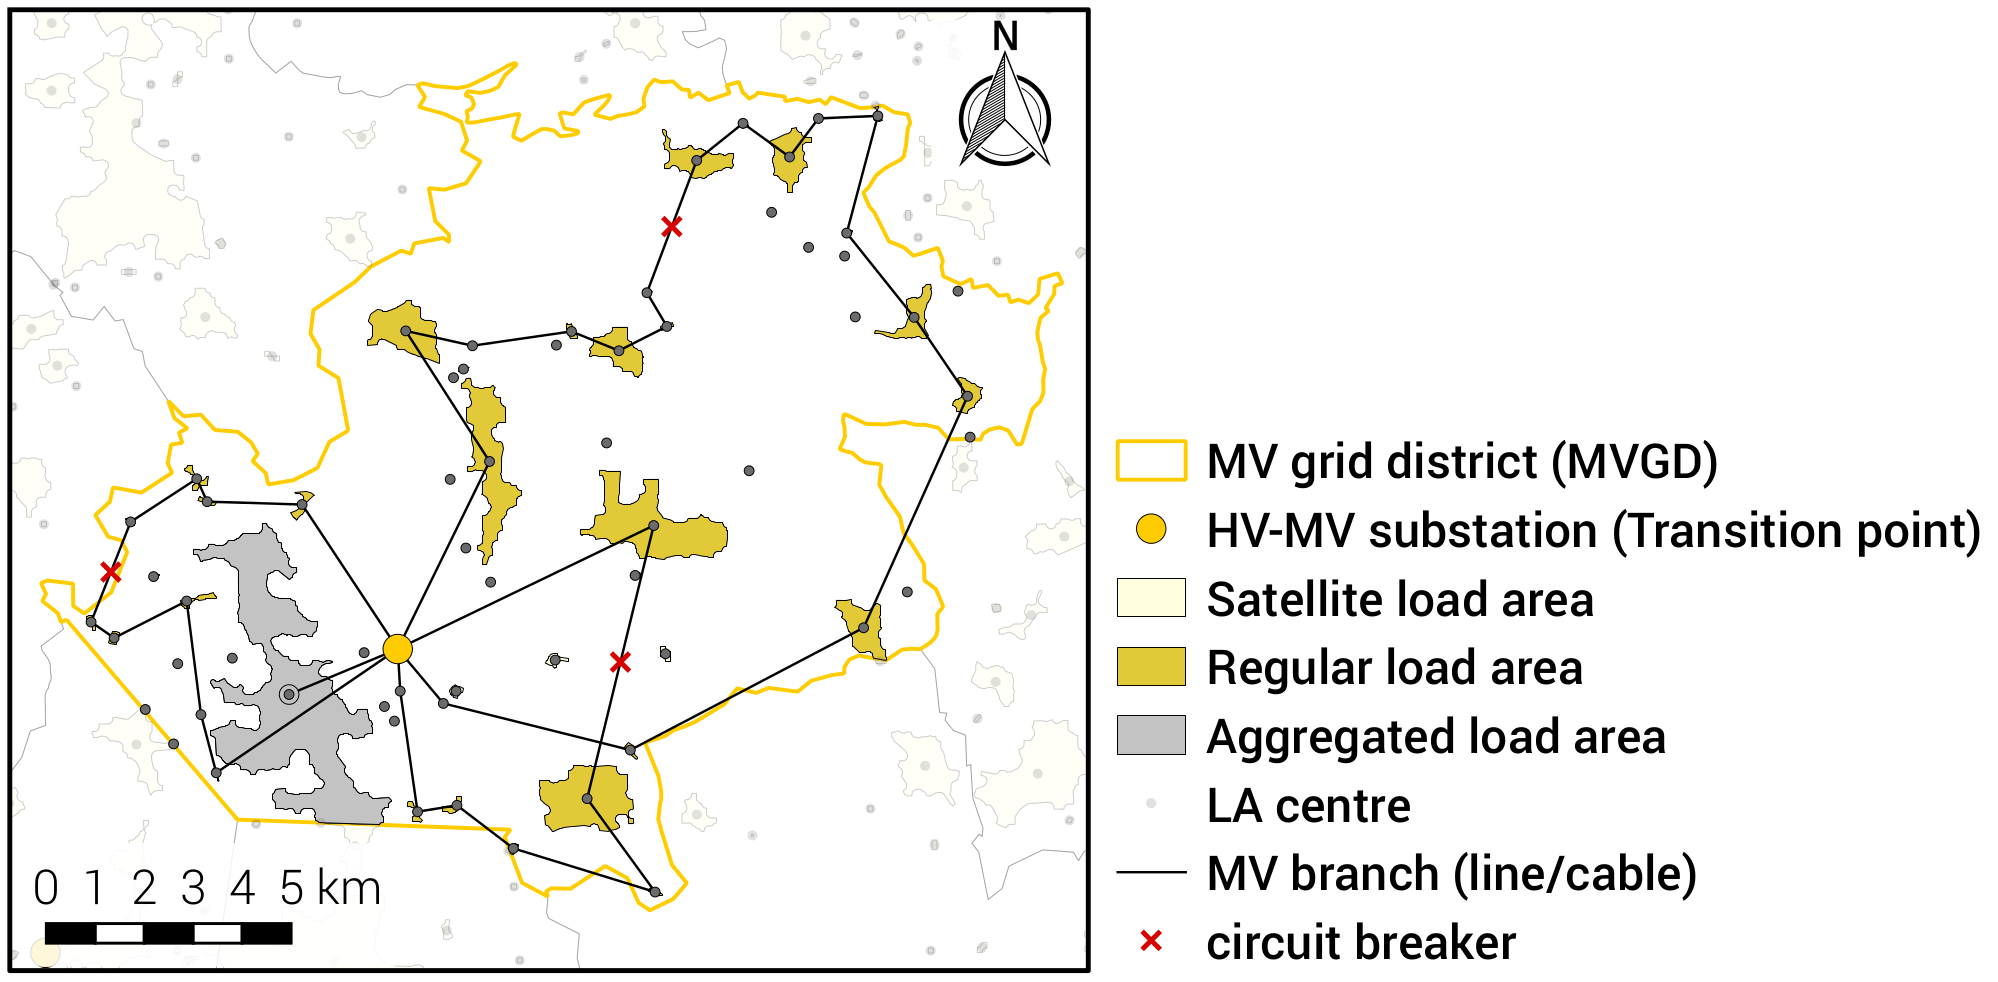 N
0 1 2 3 4 5 km
MV grid district (MVGD)
HV-MV substation (Transition point)
Satellite load area
Regular load area
Aggregated load area
LA centre
MV branch (line/cable)
circuit breaker